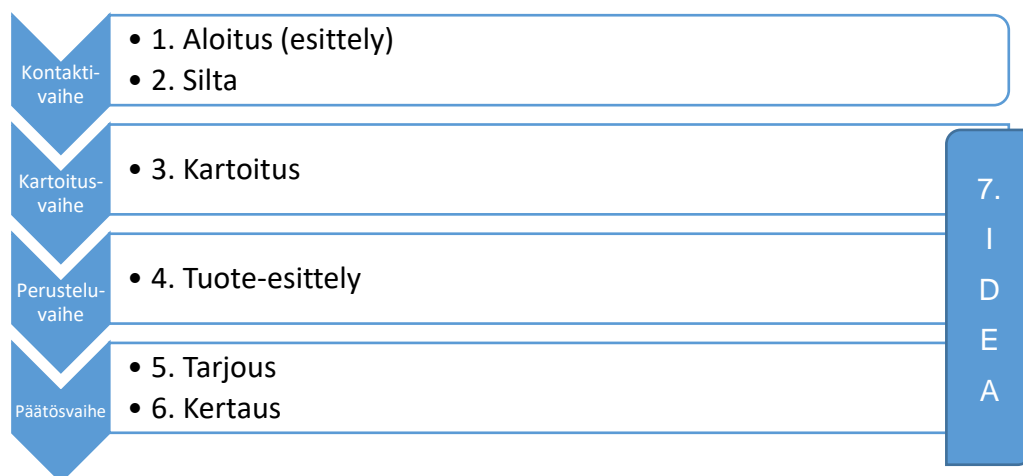 Kontakti-
vaihe
• 1. Aloitus (esittely)
• 2. Silta
Kartoitus-
vaihe
• 3. Kartoitus
Perustelu-
vaihe
• 4. Tuote-esittely
Päätösvaihe
• 5. Tarjous
• 6. Kertaus
7.
I
D
E
A